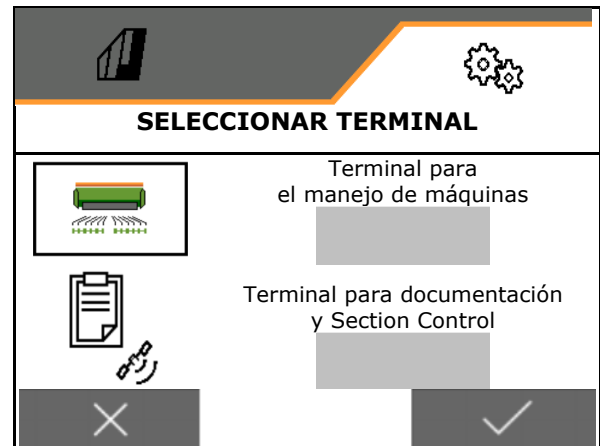 SELECCIONAR TERMINAL
Terminal para
el manejo de máquinas
Terminal para documentación
y Section Control